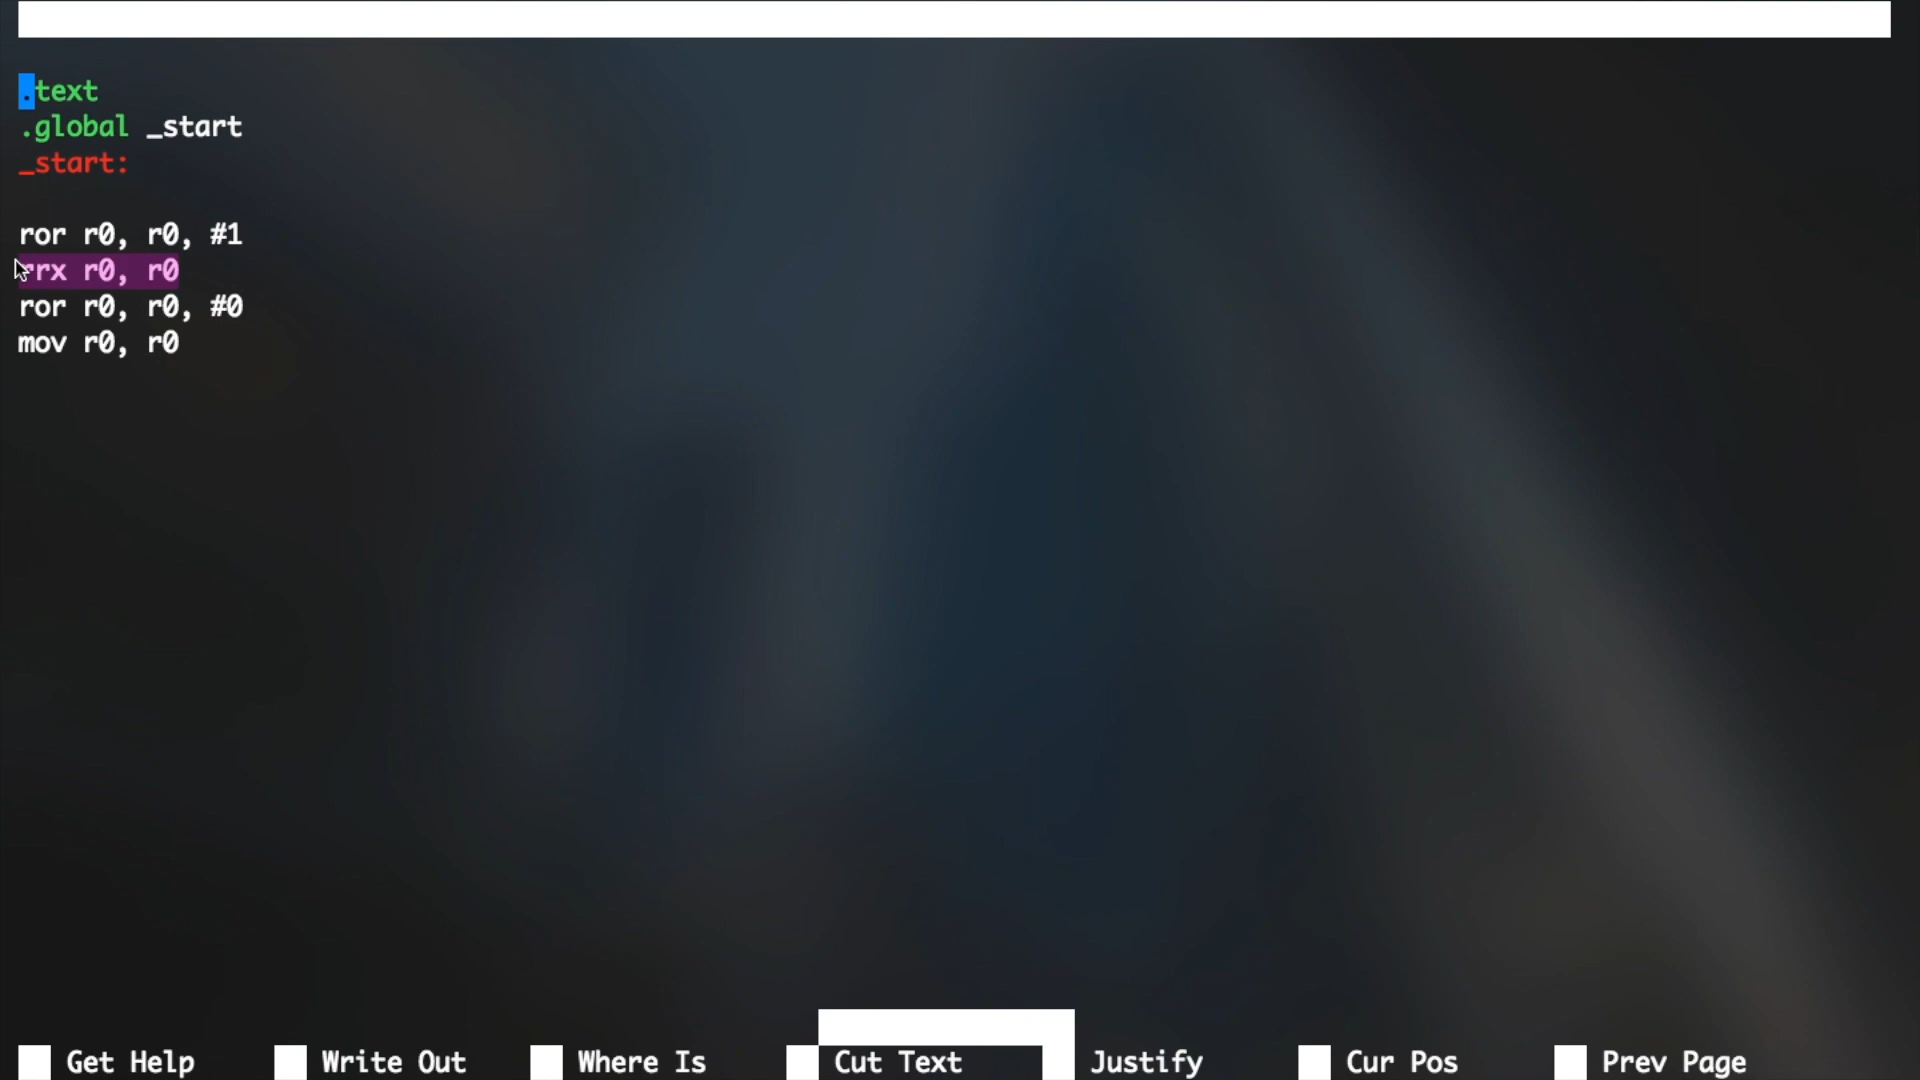 .text
.global _start
_start:
ror r0, r0, #1
rrx r0, r0
ror r0, r0, #0
mov r0, r0
Get Help Write Out Where Is Cut Text Justify Cur Pos Prev Page